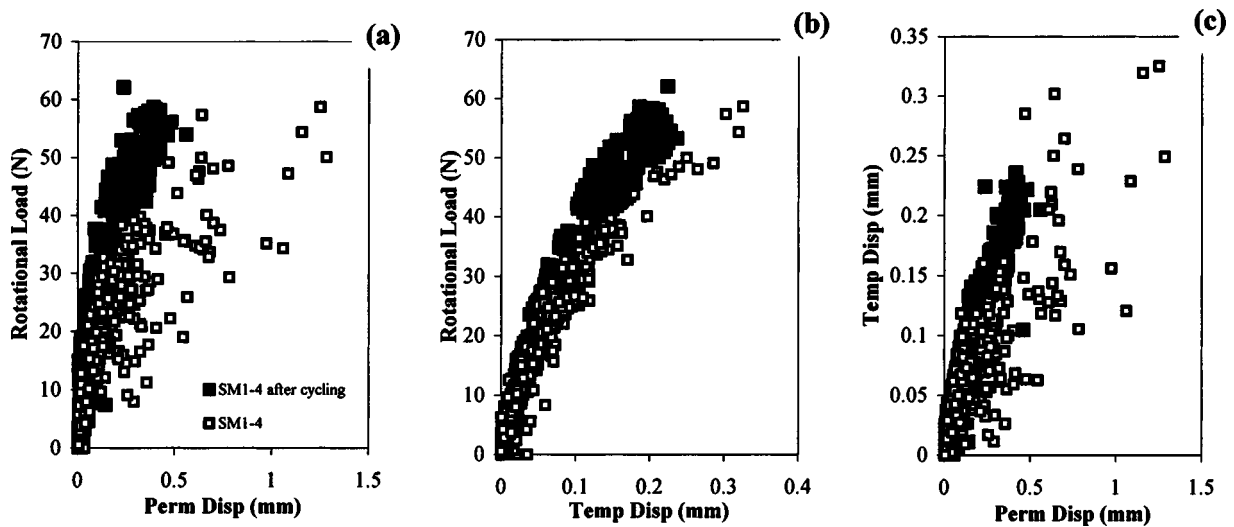 (a)
70
60
50
40
30
20
10
0
Rotational Load (N)
0 0.5 1 1.5
Perm Disp (mm)
SM1-4 after cycling
SM1-4
(b)
70
60
50
40
30
20
10
0
Rotational Load (N)
0 0.1 0.2 0.3 0.4
Temp Disp (mm)
(c)
0.35
0.3
0.25
0.2
0.15
0.1
0.05
0
Temp Disp (mm)
0 0.5 1 1.5
Perm Disp (mm)